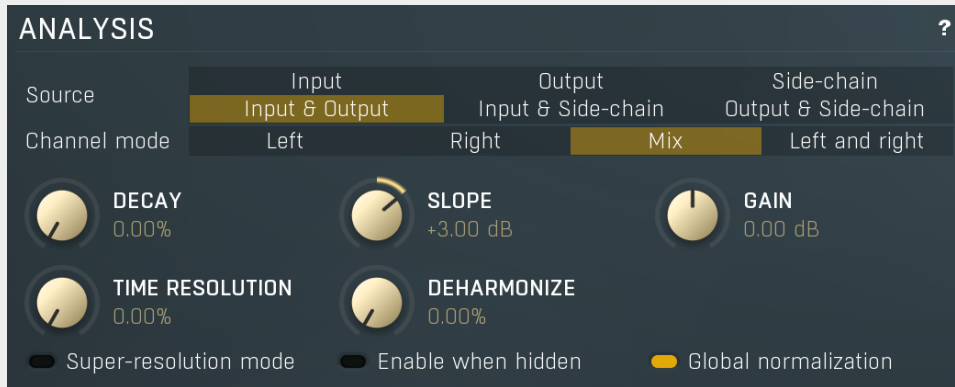 ANALYSIS ?
Input Output Side-chain
Source
Input & Output Input & Side-chain Output & Side-chain
Channel mode Left Right Mix Left and right
DECAY SLOPE GAIN
0.00% +3.00 dB 0.00 dB
TIME RESOLUTION DEHARMONIZE
0.00% 0.00%
Super-resolution mode Enable when hidden Global normalization